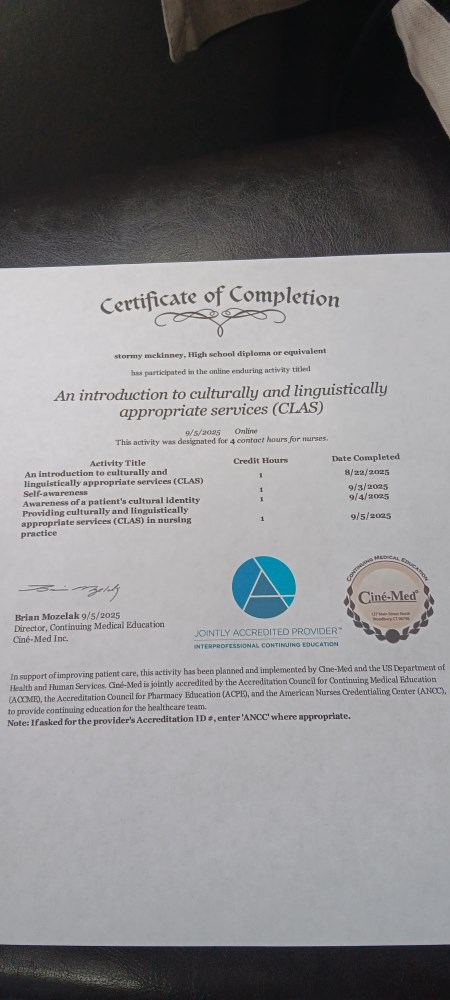 Certificate of Completion
stormy mckinney, High school diploma or equivalent
has participated in the online enduring activity titled
An introduction to culturally and linguistically
appropriate services (CLAS)
9/5/2025 Online
This activity was designated for 4 contact hours for nurses.
Activity Title Credit Hours Date Completed
An introduction to culturally and
linguistically appropriate services (CLAS) 1 8/22/2025
Self-awareness 1 9/3/2025
Awareness of a patient's cultural identity 1 9/4/2025
Providing culturally and linguistically
appropriate services (CLAS) in nursing 1 9/5/2025
practice
Brian Mozelak 9/5/2025
Director, Continuing Medical Education
Ciné-Med Inc.
JOINTLY ACCREDITED PROVIDER™
INTERPROFESSIONAL CONTINUING EDUCATION
CONTINUING MEDICAL EDUCATION
Ciné-Med®
In support of improving patient care, this activity has been planned and implemented by Cine-Med and the US Department of
Health and Human Services. Ciné-Med is jointly accredited by the Accreditation Council for Continuing Medical Education
(ACCME), the Accreditation Council for Pharmacy Education (ACPE), and the American Nurses Credentialing Center (ANCC),
to provide continuing education for the healthcare team.
Note: If asked for the provider's Accreditation ID #, enter 'ANCC' where appropriate.